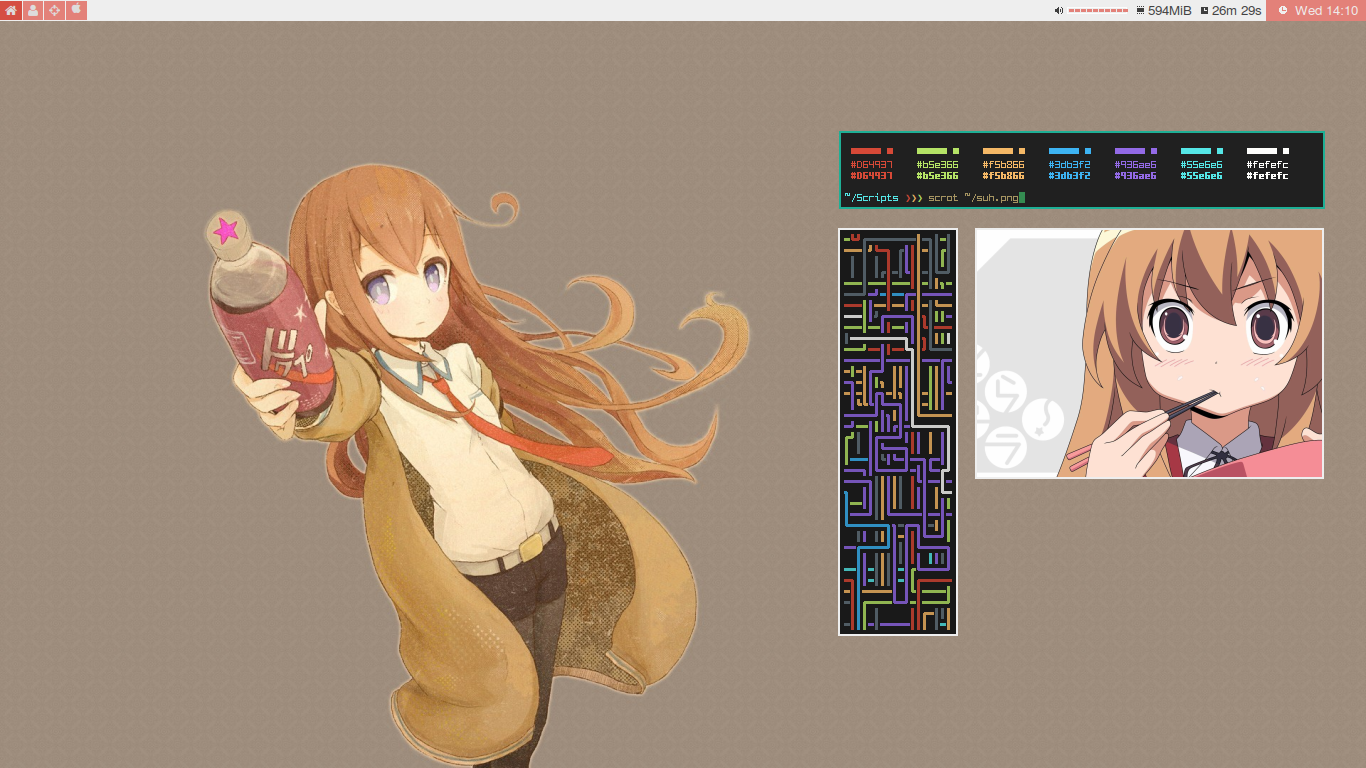 594MiB 26m 29s Wed 14:10
#D64937 #b5e366 #f5b866 #3db3f2 #936ae6 #55e6e6 #fefefc
#D64937 #b5e366 #f5b866 #3db3f2 #936ae6 #55e6e6 #fefefc
~/Scripts ❯❯❯ scrot ~/suh.png
ドクペ
ラ